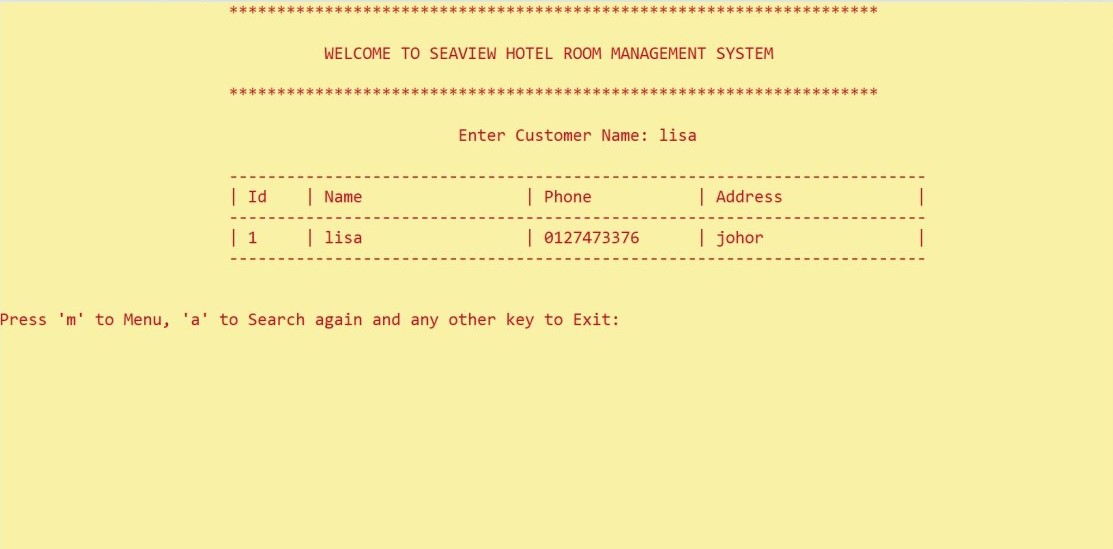 ********************************************************************
WELCOME TO SEAVIEW HOTEL ROOM MANAGEMENT SYSTEM
********************************************************************
Enter Customer Name: lisa
-------------------------------------------------------------------------
| Id    | Name                 | Phone           | Address              |
-------------------------------------------------------------------------
| 1     | lisa                 | 0127473376      | johor                |
-------------------------------------------------------------------------
Press 'm' to Menu, 'a' to Search again and any other key to Exit: